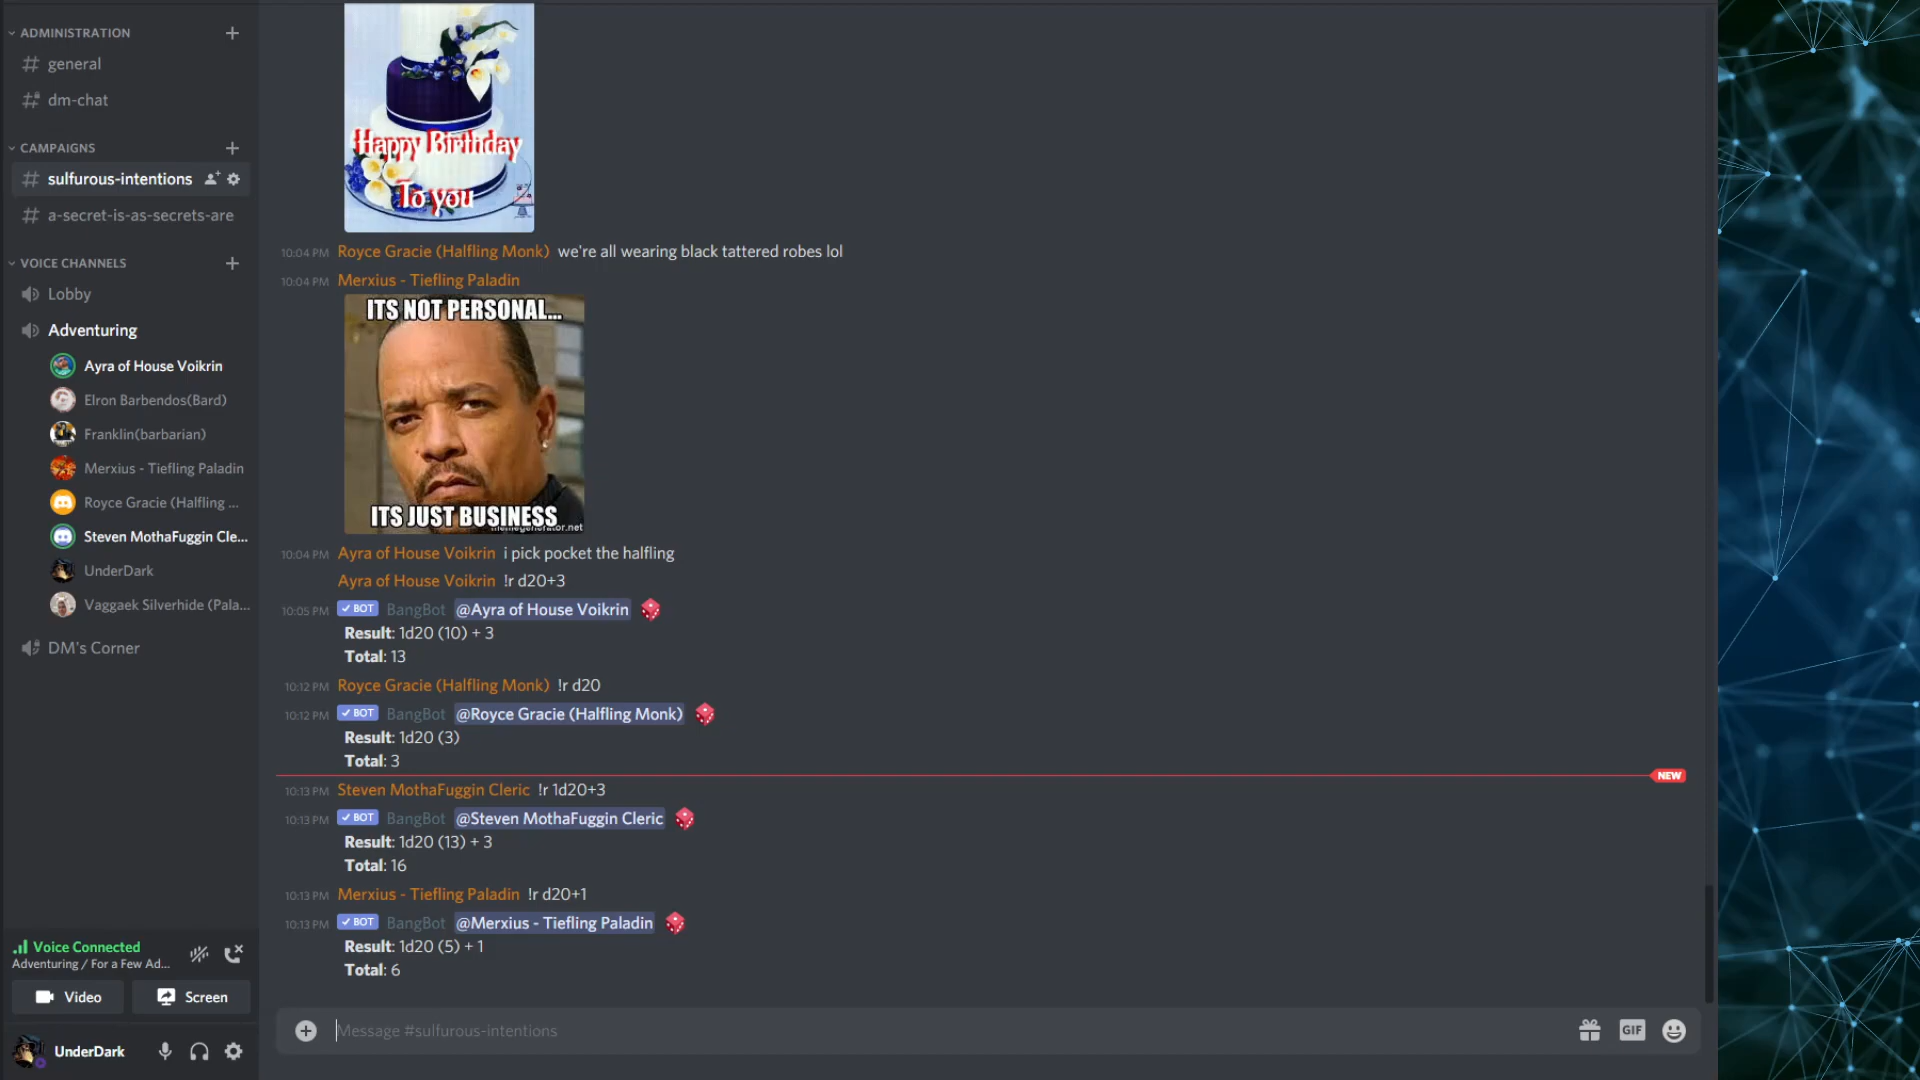 ADMINISTRATION
general
dm-chat
CAMPAIGNS
sulfurous-intentions
a-secret-is-as-secrets-are
VOICE CHANNELS
Lobby
Adventuring
Ayra of House Voikrin
Elron Barbendos(Bard)
Franklin(barbarian)
Merxius - Tiefling Paladin
Royce Gracie (Halfling ...
Steven MothaFuggin Cle...
UnderDark
Vaggaek Silverhide (Pala...
DM's Corner
Voice Connected
Adventuring / For a Few Ad...
Video Screen
UnderDark
Happy Birthday
To you
10:04 PM Royce Gracie (Halfling Monk) we're all wearing black tattered robes lol
10:04 PM Merxius - Tiefling Paladin
ITS NOT PERSONAL...
ITS JUST BUSINESS
memegenerator.net
10:04 PM Ayra of House Voikrin i pick pocket the halfling
Ayra of House Voikrin !r d20+3
10:05 PM BOT BangBot @Ayra of House Voikrin
Result: 1d20 (10) + 3
Total: 13
10:12 PM Royce Gracie (Halfling Monk) !r d20
10:12 PM BOT BangBot @Royce Gracie (Halfling Monk)
Result: 1d20 (3)
Total: 3
NEW
10:13 PM Steven MothaFuggin Cleric !r 1d20+3
10:13 PM BOT BangBot @Steven MothaFuggin Cleric
Result: 1d20 (13) + 3
Total: 16
10:13 PM Merxius - Tiefling Paladin !r d20+1
10:13 PM BOT BangBot @Merxius - Tiefling Paladin
Result: 1d20 (5) + 1
Total: 6
Message #sulfurous-intentions
GIF